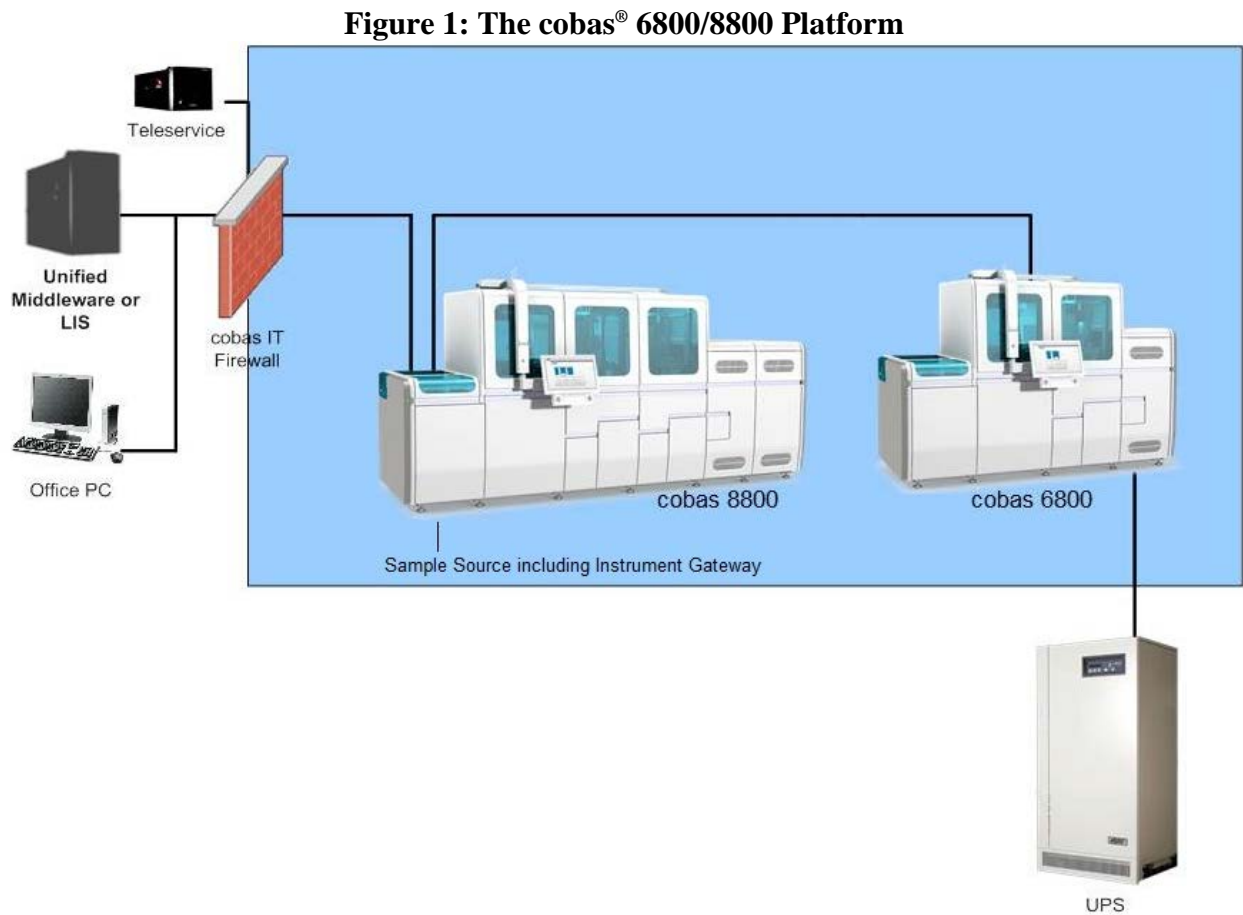 Figure 1: The cobas® 6800/8800 Platform
Teleservice
Unified
Middleware or
LIS
cobas IT
Firewall
Office PC
cobas 8800
cobas 6800
Sample Source including Instrument Gateway
UPS